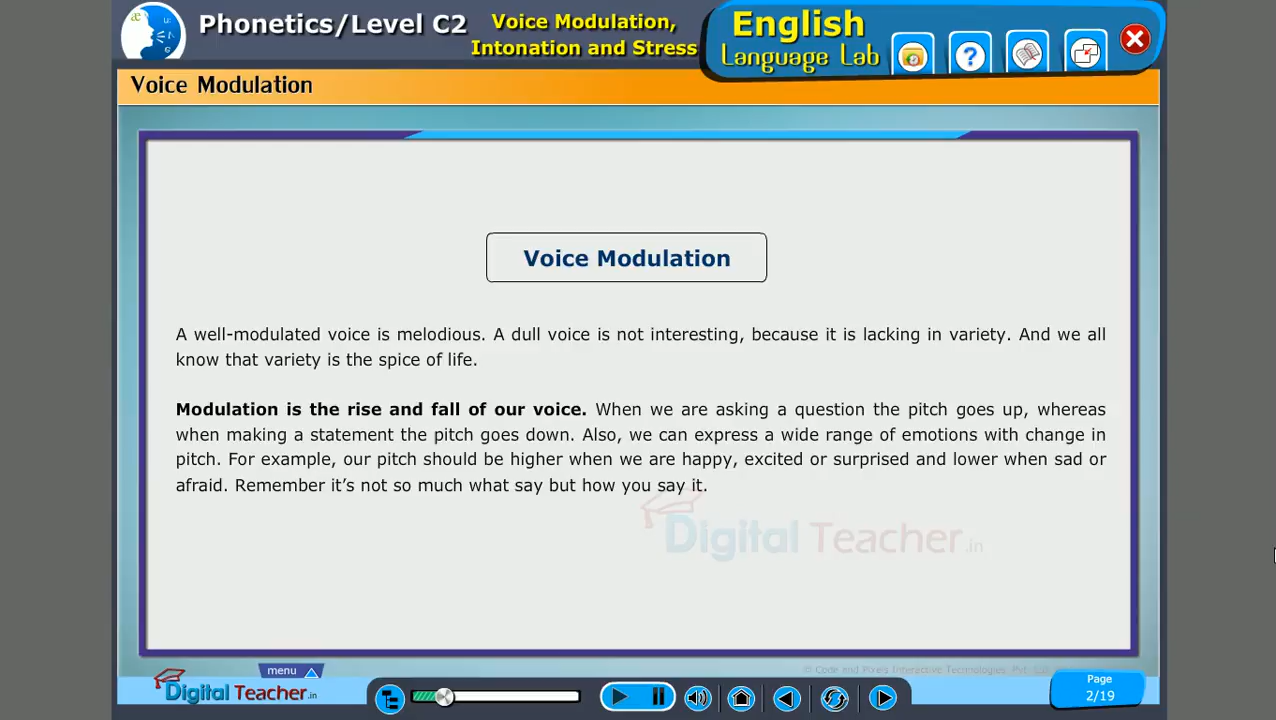 Phonetics/Level C2
Voice Modulation,
Intonation and Stress
English
Language Lab
Voice Modulation
Voice Modulation
A well-modulated voice is melodious. A dull voice is not interesting, because it is lacking in variety. And we all
know that variety is the spice of life.
Modulation is the rise and fall of our voice. When we are asking a question the pitch goes up, whereas
when making a statement the pitch goes down. Also, we can express a wide range of emotions with change in
pitch. For example, our pitch should be higher when we are happy, excited or surprised and lower when sad or
afraid. Remember it's not so much what say but how you say it.
Digital Teacher.in
menu
© Code and Pixels Interactive Technologies. Pvt.
Digital Teacher.in
Page
2/19